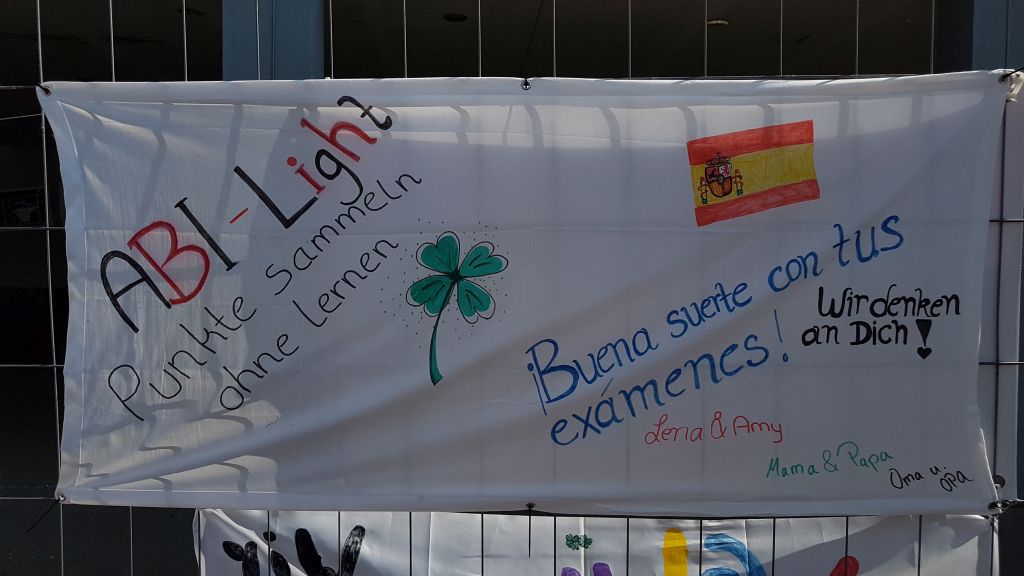 ABI-Light
Punkte sammeln
ohne lernen
¡Buena suerte con tus
exámenes!
Wir denken
an Dich!
Lena & Amy
Mama & Papa
Oma u.
Opa